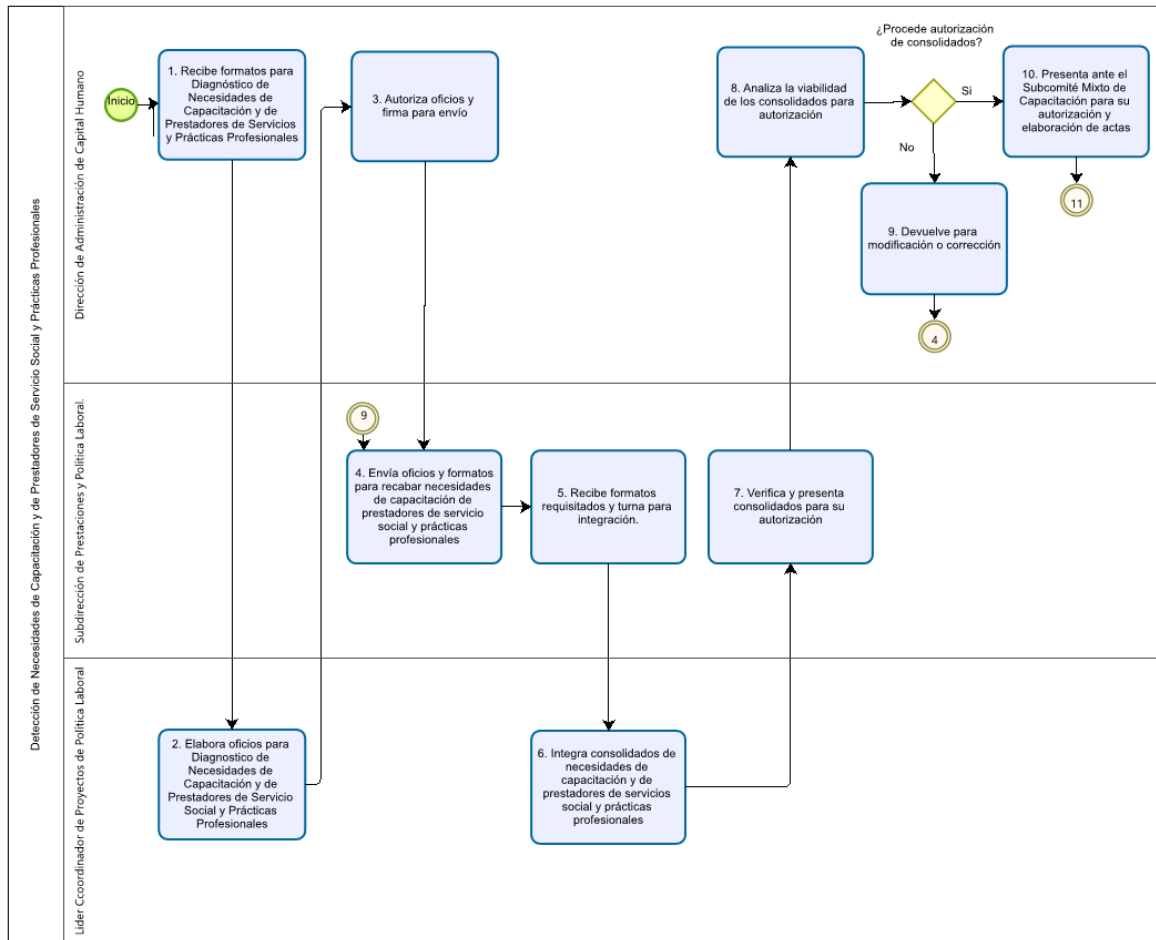 Detección de Necesidades de Capacitación y de Prestadores de Servicio Social y Prácticas Profesionales
Dirección de Administración de Capital Humano
Inicio
1. Recibe formatos para
Diagnóstico de
Necesidades de
Capacitación y de
Prestadores de Servicios
y Prácticas Profesionales
3. Autoriza oficios y
firma para envío
8. Analiza la viabilidad
de los consolidados para
autorización
¿Procede autorización
de consolidados?
Si
No
10. Presenta ante el
Subcomité Mixto de
Capacitación para su
autorización y
elaboración de actas
11
9. Devuelve para
modificación o corrección
4
Subdirección de Prestaciones y Política Laboral.
9
4. Envía oficios y formatos
para recabar necesidades
de capacitación de
prestadores de servicio
social y prácticas
profesionales
5. Recibe formatos
requisitados y turna para
integración.
7. Verifica y presenta
consolidados para su
autorización
Lider Ccoordinador de Proyectos de Política Laboral
2. Elabora oficios para
Diagnostico de
Necesidades de
Capacitación y de
Prestadores de Servicio
Social y Prácticas
Profesionales
6. Integra consolidados de
necesidades de
capacitación y de
prestadores de servicios
social y prácticas
profesionales